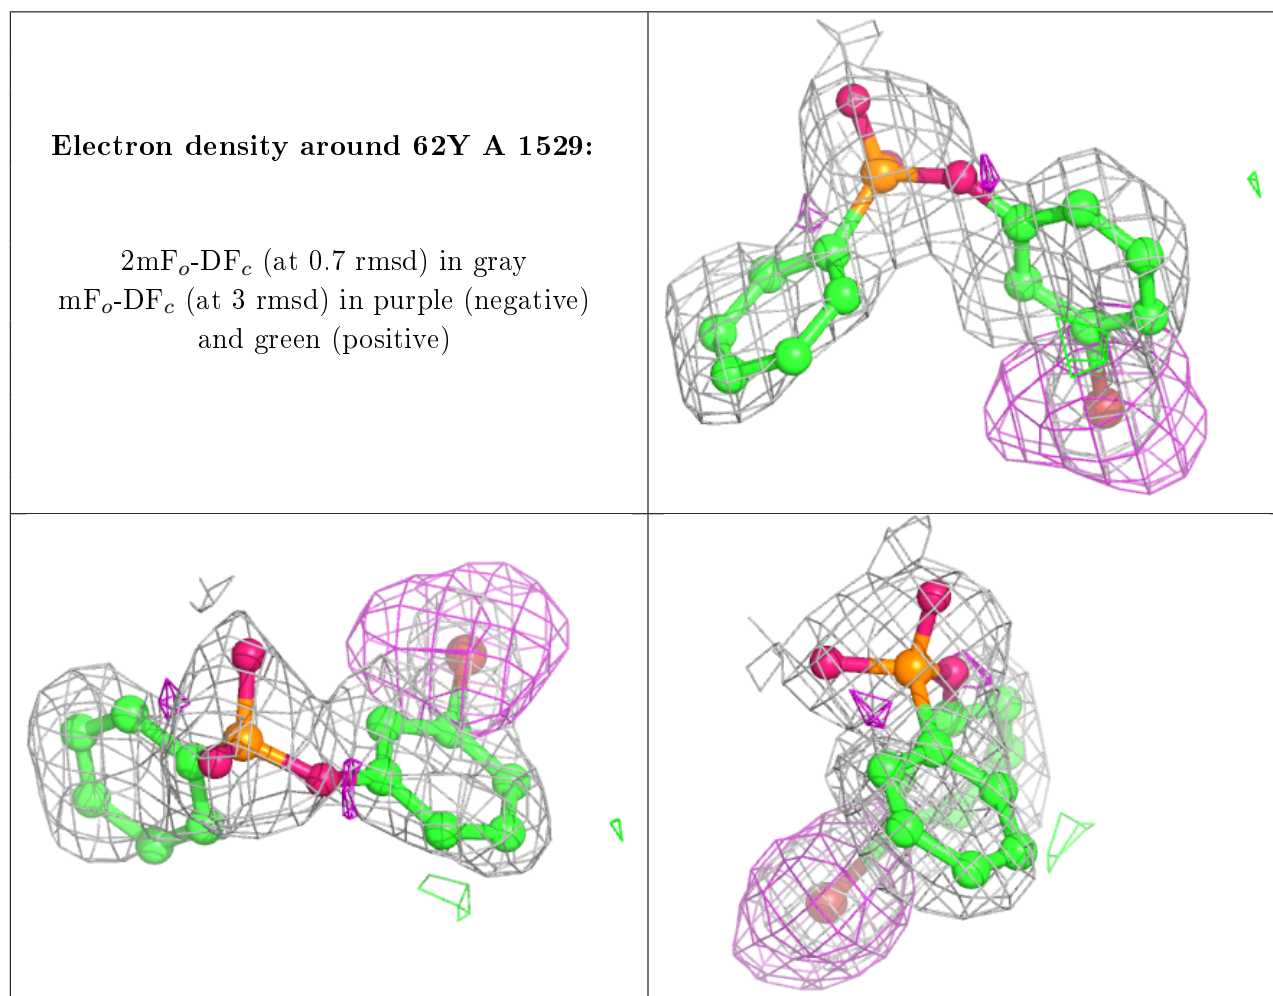 Electron density around 62Y A 1529:
2mFo-DFc (at 0.7 rmsd) in gray
mFo-DFc (at 3 rmsd) in purple (negative)
and green (positive)